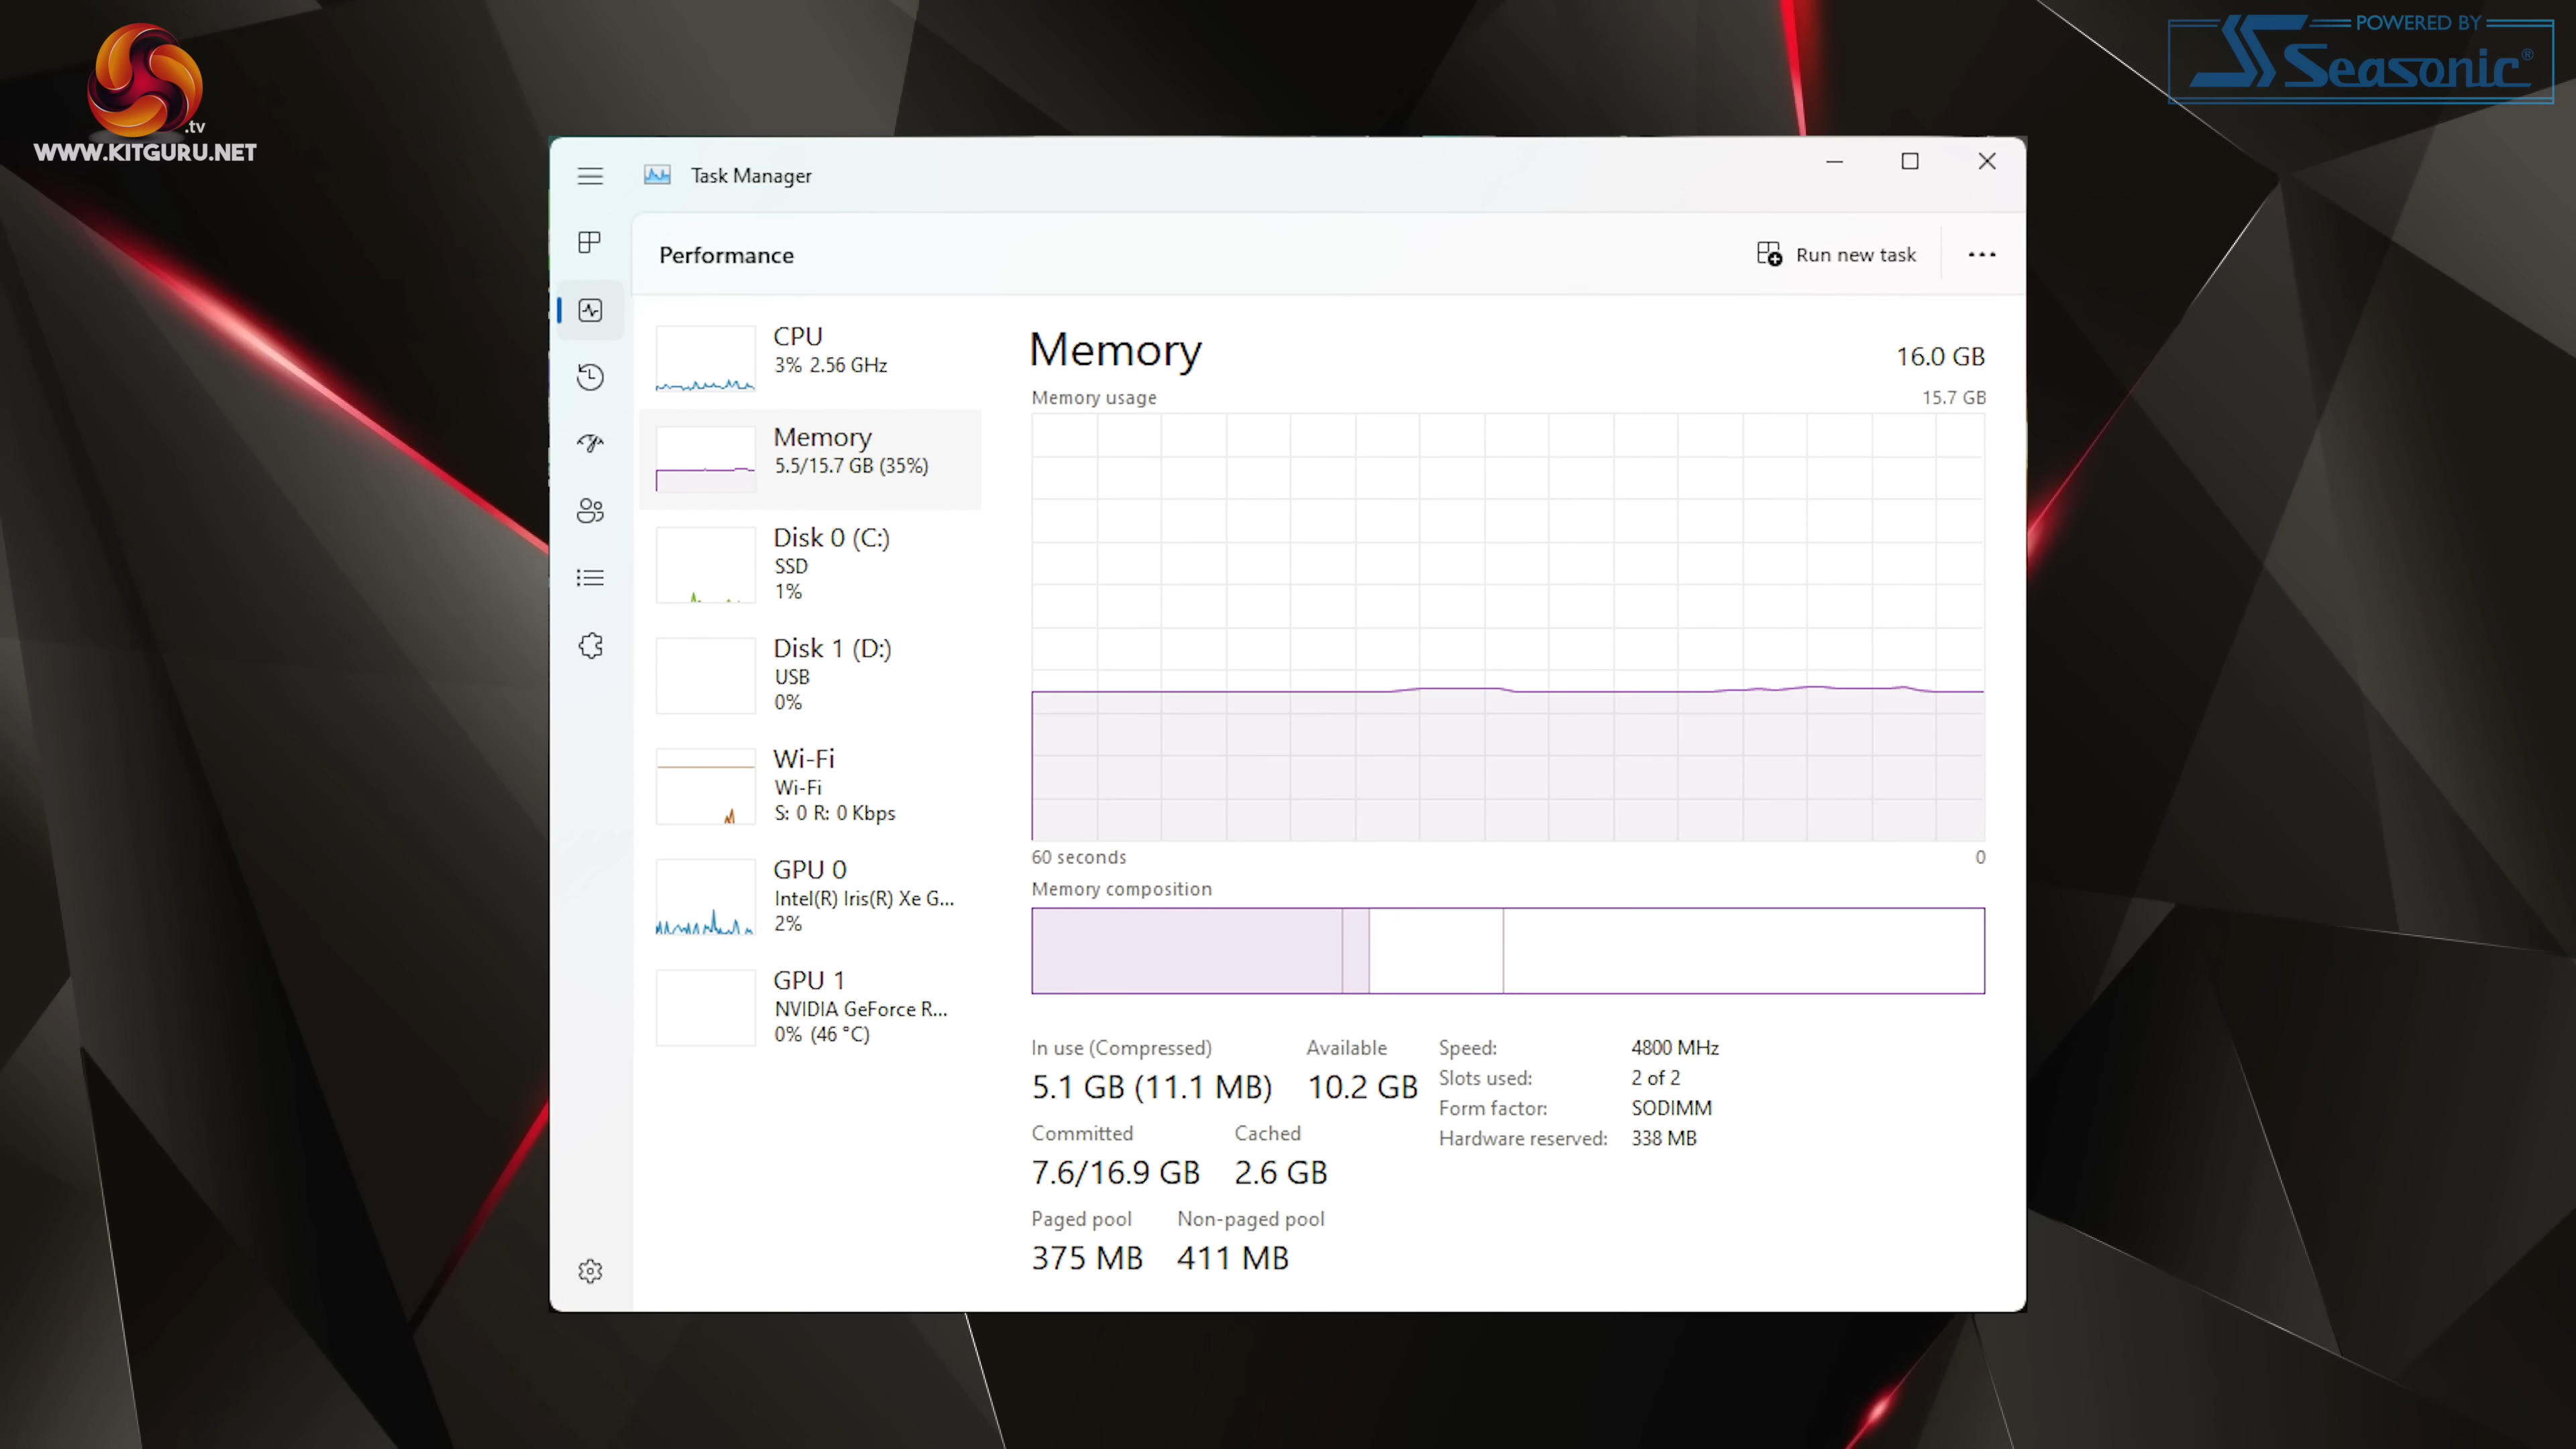 .tv
WWW.KITGURU.NET
POWERED BY
Seasonic®
Task Manager
Performance
Run new task
CPU
3% 2.56 GHz
Memory
5.5/15.7 GB (35%)
Disk 0 (C:)
SSD
1%
Disk 1 (D:)
USB
0%
Wi-Fi
Wi-Fi
S: 0 R: 0 Kbps
GPU 0
Intel(R) Iris(R) Xe G...
2%
GPU 1
NVIDIA GeForce R...
0% (46 °C)
Memory 16.0 GB
Memory usage 15.7 GB
60 seconds 0
Memory composition
In use (Compressed) Available
5.1 GB (11.1 MB) 10.2 GB
Committed Cached
7.6/16.9 GB 2.6 GB
Paged pool Non-paged pool
375 MB 411 MB
Speed: 4800 MHz
Slots used: 2 of 2
Form factor: SODIMM
Hardware reserved: 338 MB